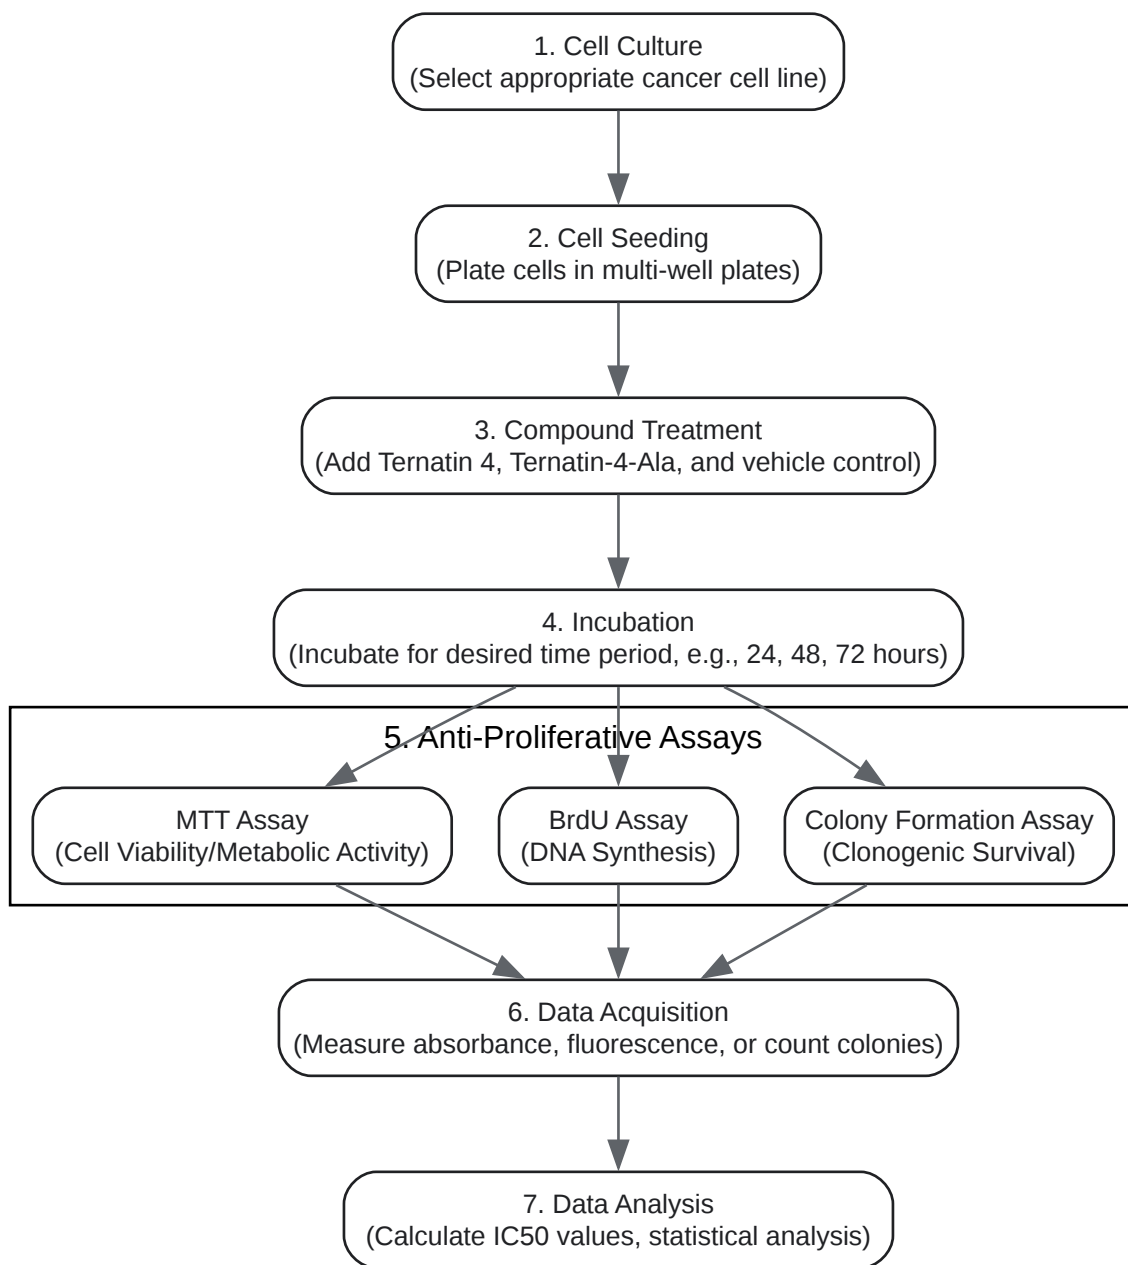 1. Cell Culture
(Select appropriate cancer cell line)
2. Cell Seeding
(Plate cells in multi-well plates)
3. Compound Treatment
(Add Ternatin 4, Ternatin-4-Ala, and vehicle control)
4. Incubation
(Incubate for desired time period, e.g., 24, 48, 72 hours)
5. Anti-Proliferative Assays
MTT Assay
(Cell Viability/Metabolic Activity)
BrdU Assay
(DNA Synthesis)
Colony Formation Assay
(Clonogenic Survival)
6. Data Acquisition
(Measure absorbance, fluorescence, or count colonies)
7. Data Analysis
(Calculate IC50 values, statistical analysis)